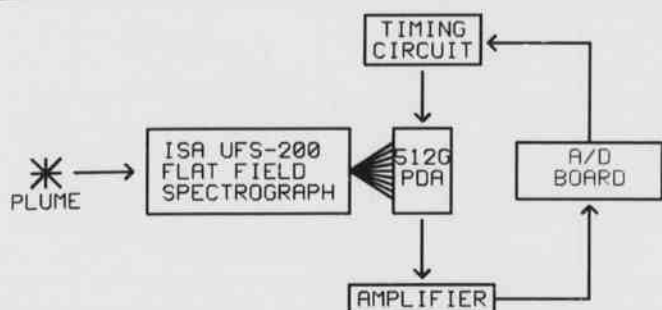 TIMING
CIRCUIT
PLUME
ISA UFS-200
FLAT FIELD
SPECTROGRAPH
512G
PDA
A/D
BOARD
AMPLIFIER